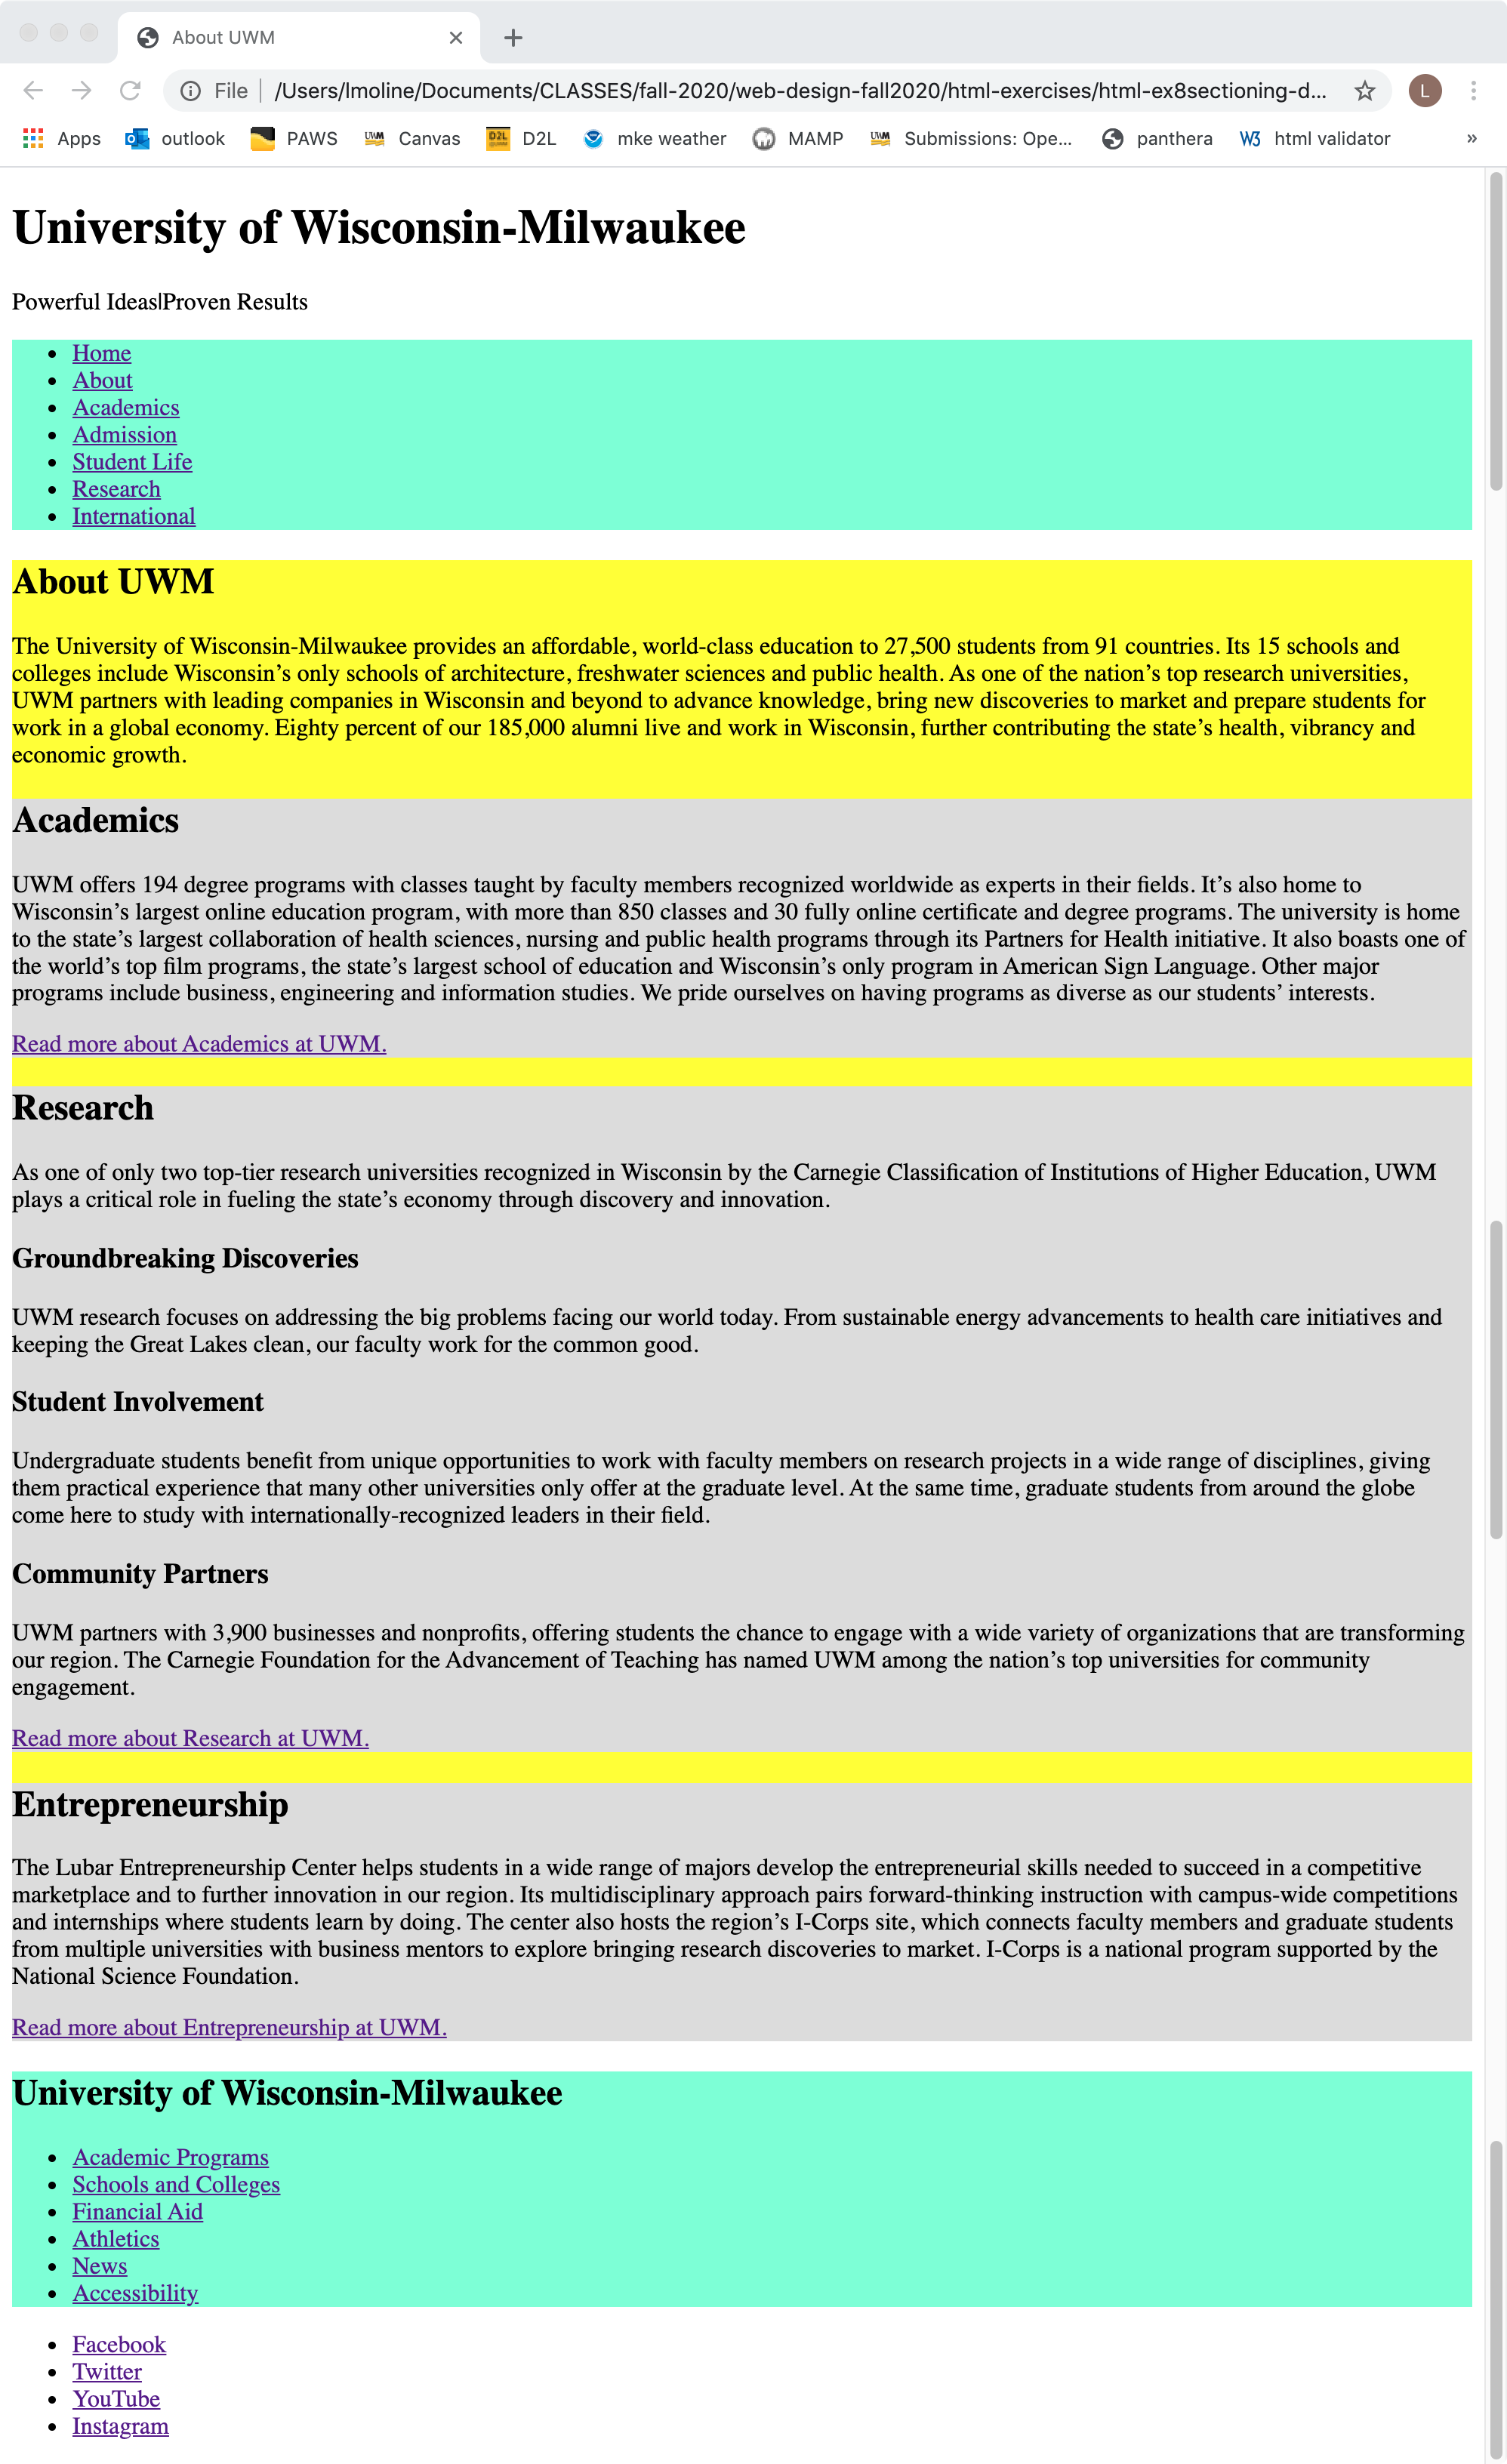 About UWM
File
/Users/lmoline/Documents/CLASSES/fall-2020/web-design-fall2020/html-exercises/html-ex8sectioning-d...
L
Apps
outlook
PAWS
UWM
Canvas
D2L
D2L
mke weather
MAMP
UWM
Submissions: Ope...
panthera
W3
html validator
»
University of Wisconsin-Milwaukee
Powerful Ideas|Proven Results
• Home
• About
• Academics
• Admission
• Student Life
• Research
• International
About UWM
The University of Wisconsin-Milwaukee provides an affordable, world-class education to 27,500 students from 91 countries. Its 15 schools and
colleges include Wisconsin’s only schools of architecture, freshwater sciences and public health. As one of the nation’s top research universities,
UWM partners with leading companies in Wisconsin and beyond to advance knowledge, bring new discoveries to market and prepare students for
work in a global economy. Eighty percent of our 185,000 alumni live and work in Wisconsin, further contributing the state’s health, vibrancy and
economic growth.
Academics
UWM offers 194 degree programs with classes taught by faculty members recognized worldwide as experts in their fields. It’s also home to
Wisconsin’s largest online education program, with more than 850 classes and 30 fully online certificate and degree programs. The university is home
to the state’s largest collaboration of health sciences, nursing and public health programs through its Partners for Health initiative. It also boasts one of
the world’s top film programs, the state’s largest school of education and Wisconsin’s only program in American Sign Language. Other major
programs include business, engineering and information studies. We pride ourselves on having programs as diverse as our students’ interests.
Read more about Academics at UWM.
Research
As one of only two top-tier research universities recognized in Wisconsin by the Carnegie Classification of Institutions of Higher Education, UWM
plays a critical role in fueling the state’s economy through discovery and innovation.
Groundbreaking Discoveries
UWM research focuses on addressing the big problems facing our world today. From sustainable energy advancements to health care initiatives and
keeping the Great Lakes clean, our faculty work for the common good.
Student Involvement
Undergraduate students benefit from unique opportunities to work with faculty members on research projects in a wide range of disciplines, giving
them practical experience that many other universities only offer at the graduate level. At the same time, graduate students from around the globe
come here to study with internationally-recognized leaders in their field.
Community Partners
UWM partners with 3,900 businesses and nonprofits, offering students the chance to engage with a wide variety of organizations that are transforming
our region. The Carnegie Foundation for the Advancement of Teaching has named UWM among the nation’s top universities for community
engagement.
Read more about Research at UWM.
Entrepreneurship
The Lubar Entrepreneurship Center helps students in a wide range of majors develop the entrepreneurial skills needed to succeed in a competitive
marketplace and to further innovation in our region. Its multidisciplinary approach pairs forward-thinking instruction with campus-wide competitions
and internships where students learn by doing. The center also hosts the region’s I-Corps site, which connects faculty members and graduate students
from multiple universities with business mentors to explore bringing research discoveries to market. I-Corps is a national program supported by the
National Science Foundation.
Read more about Entrepreneurship at UWM.
University of Wisconsin-Milwaukee
• Academic Programs
• Schools and Colleges
• Financial Aid
• Athletics
• News
• Accessibility
• Facebook
• Twitter
• YouTube
• Instagram